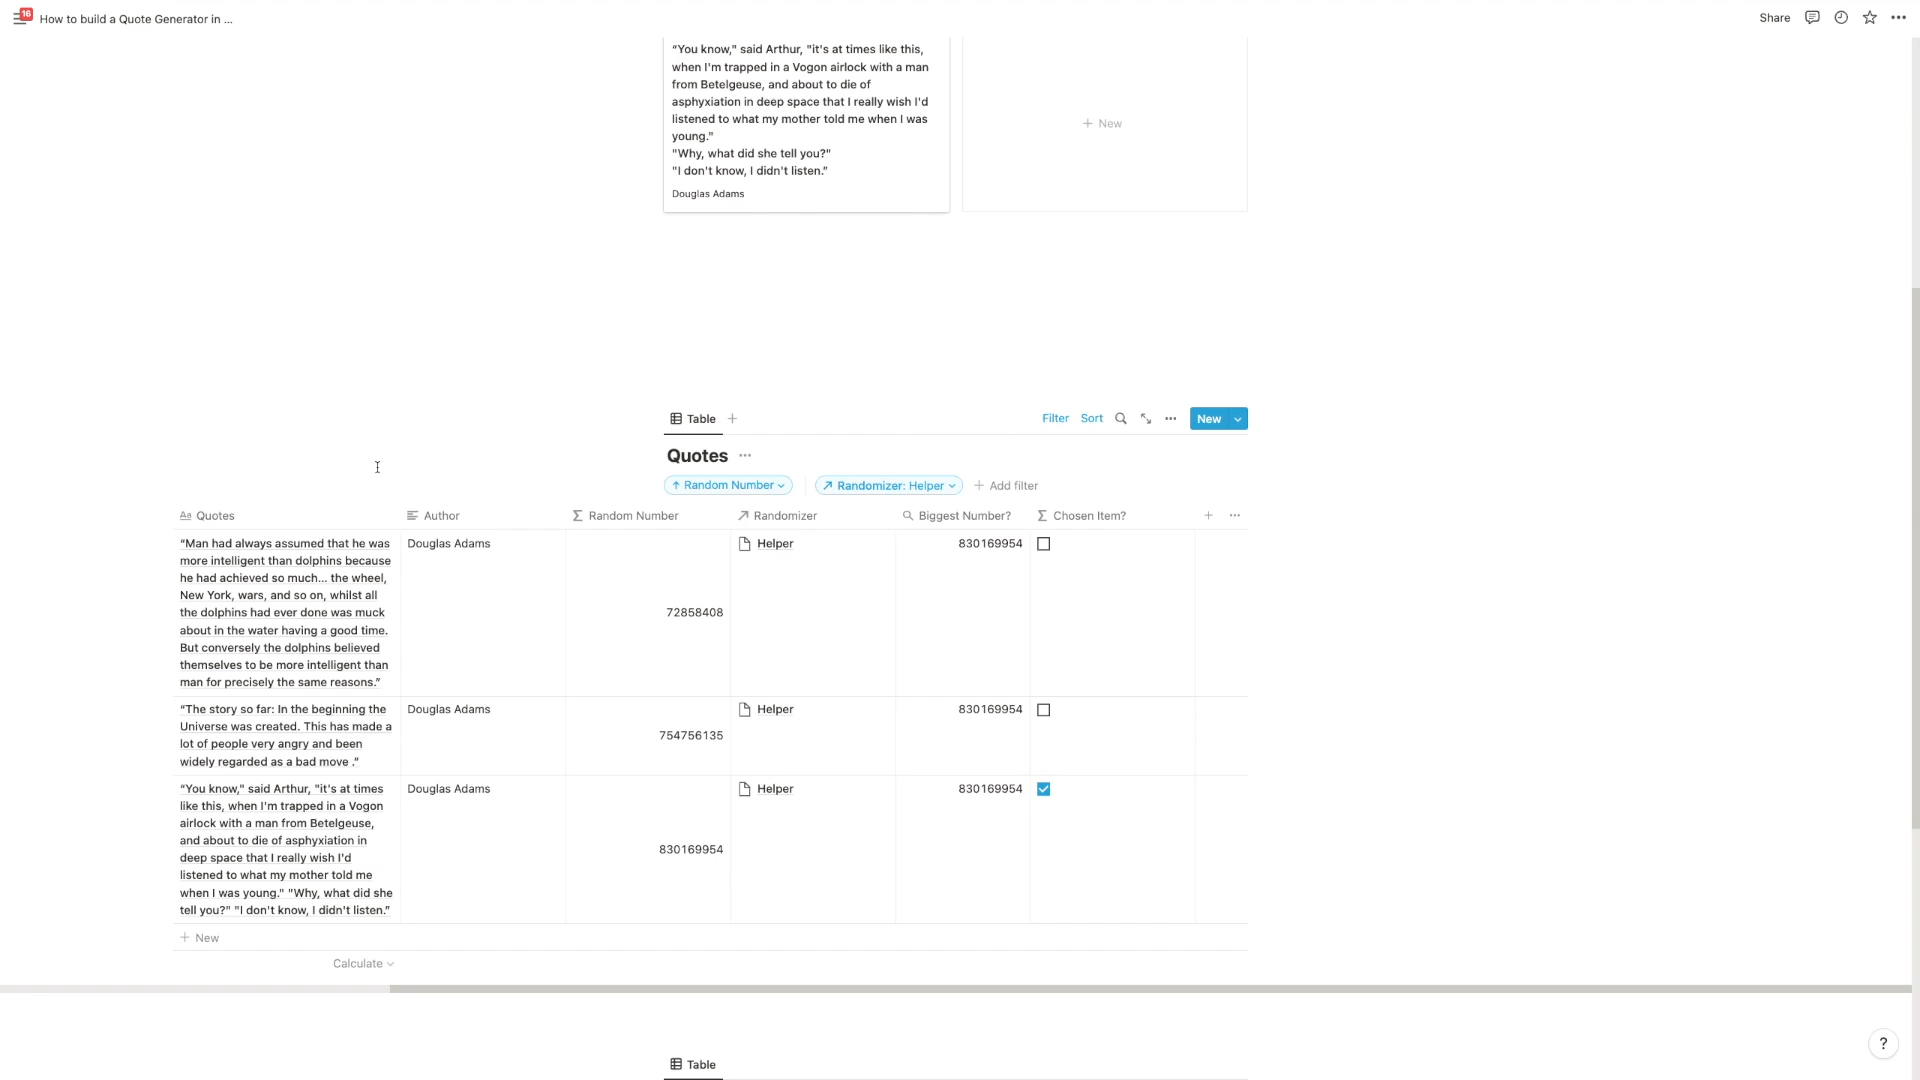 16
How to build a Quote Generator in ...
Share
“You know," said Arthur, "it's at times like this,
when I'm trapped in a Vogon airlock with a man
from Betelgeuse, and about to die of
asphyxiation in deep space that I really wish I'd
listened to what my mother told me when I was
young."
"Why, what did she tell you?"
"I don't know, I didn't listen.”
Douglas Adams
+ New
Table +
Filter Sort
New
Quotes
Random Number
Randomizer: Helper
+ Add filter
Aa Quotes
Author
Random Number
Randomizer
Biggest Number?
Chosen Item?
“Man had always assumed that he was
more intelligent than dolphins because
he had achieved so much... the wheel,
New York, wars, and so on, whilst all
the dolphins had ever done was muck
about in the water having a good time.
But conversely the dolphins believed
themselves to be more intelligent than
man for precisely the same reasons.”
Douglas Adams
72858408
Helper
830169954
“The story so far: In the beginning the
Universe was created. This has made a
lot of people very angry and been
widely regarded as a bad move .”
Douglas Adams
754756135
Helper
830169954
“You know," said Arthur, "it's at times
like this, when I'm trapped in a Vogon
airlock with a man from Betelgeuse,
and about to die of asphyxiation in
deep space that I really wish I'd
listened to what my mother told me
when I was young." "Why, what did she
tell you?" "I don't know, I didn't listen.”
Douglas Adams
830169954
Helper
830169954
+ New
Calculate
Table
?